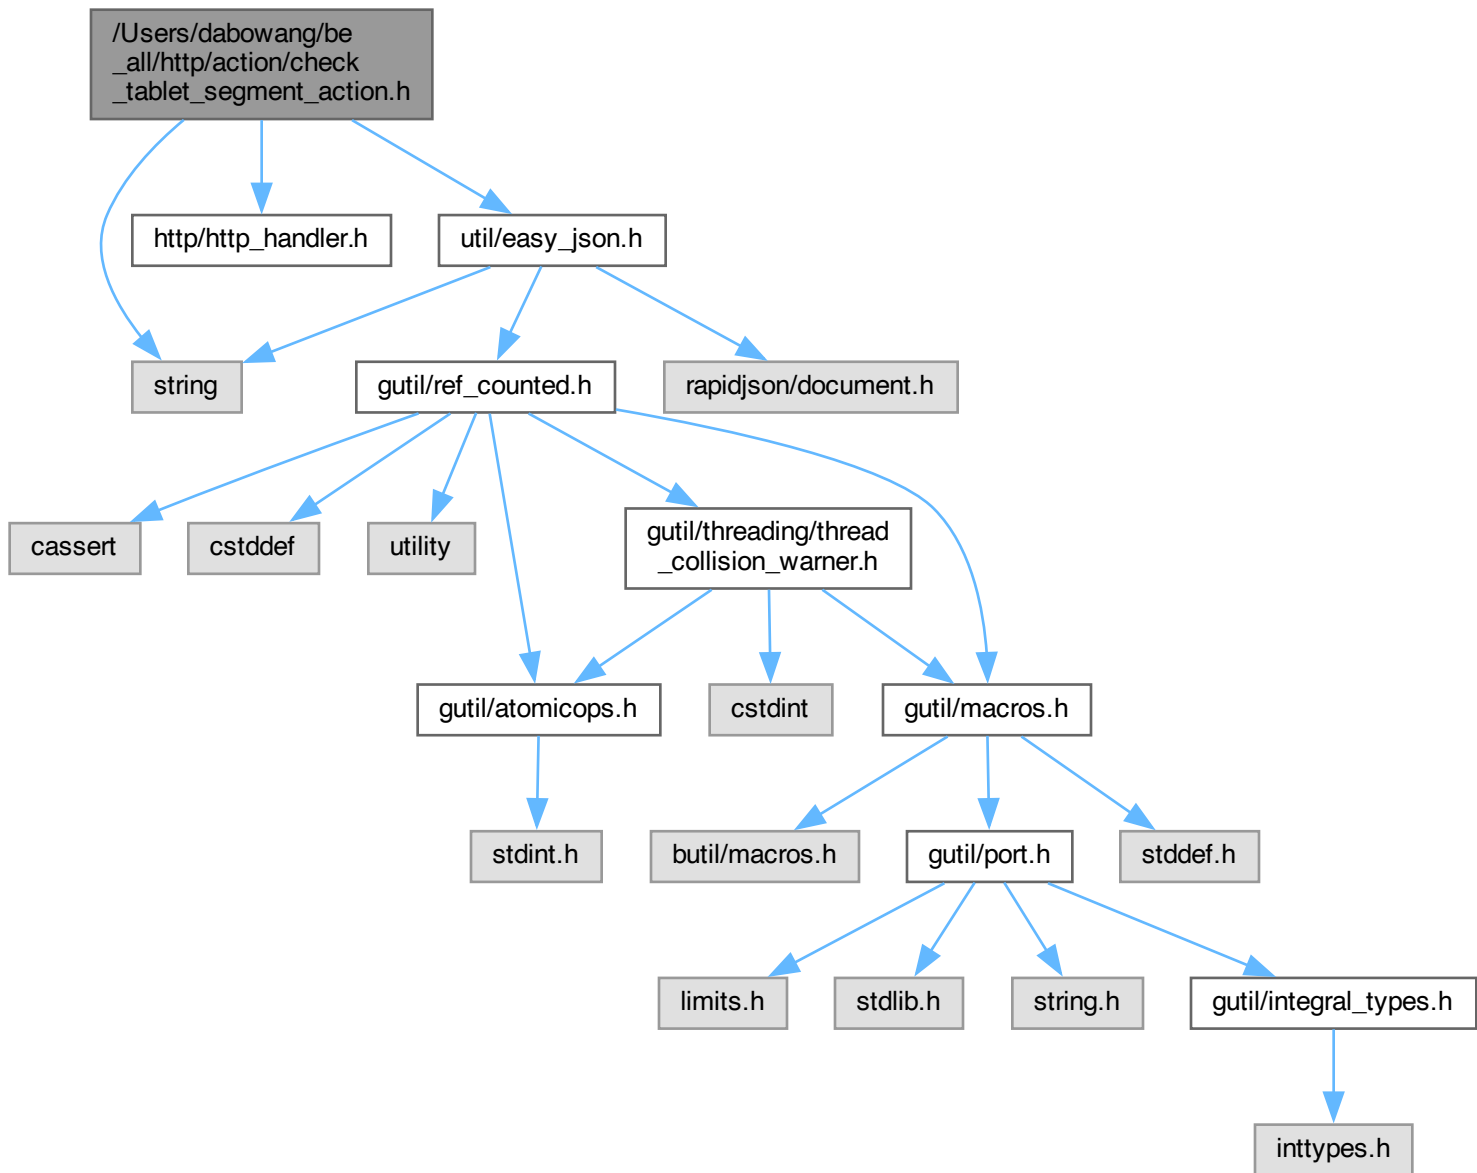 /Users/dabowang/be
_all/http/action/check
_tablet_segment_action.h
http/http_handler.h
util/easy_json.h
string
gutil/ref_counted.h
rapidjson/document.h
cassert
cstddef
utility
gutil/threading/thread
_collision_warner.h
gutil/atomicops.h
cstdint
gutil/macros.h
stdint.h
butil/macros.h
gutil/port.h
stddef.h
limits.h
stdlib.h
string.h
gutil/integral_types.h
inttypes.h